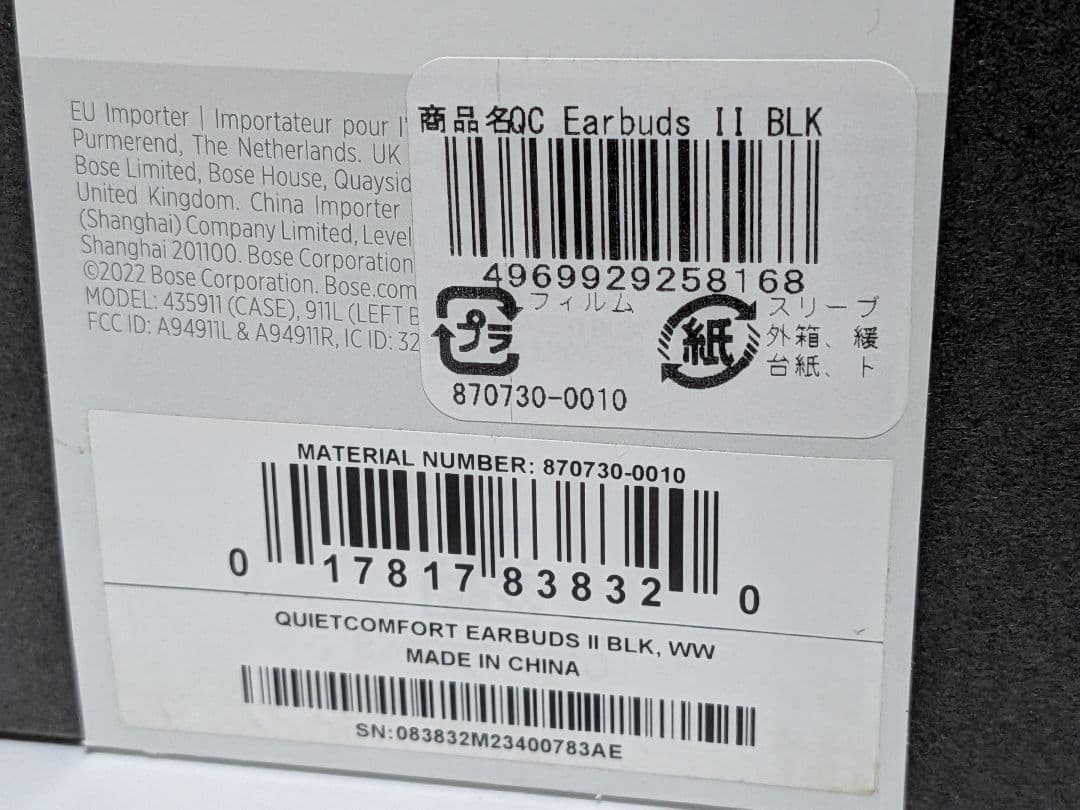 EU Importer | Importateur pour l'
Purmerend, The Netherlands. UK
Bose Limited, Bose House, Quaysid
United Kingdom. China Importer
(Shanghai) Company Limited, Level
Shanghai 201100. Bose Corporation
©2022 Bose Corporation. Bose.com
MODEL: 435911 (CASE), 911L (LEFT B
FCC ID: A94911L & A94911R, IC ID: 32
商品名QC Earbuds II BLK
4969929258168
プラ
フィルム
紙
スリーブ
外箱、緩
台紙、ト
870730-0010
MATERIAL NUMBER: 870730-0010
0 17817 83832 0
QUIETCOMFORT EARBUDS II BLK, WW
MADE IN CHINA
SN:083832M23400783AE